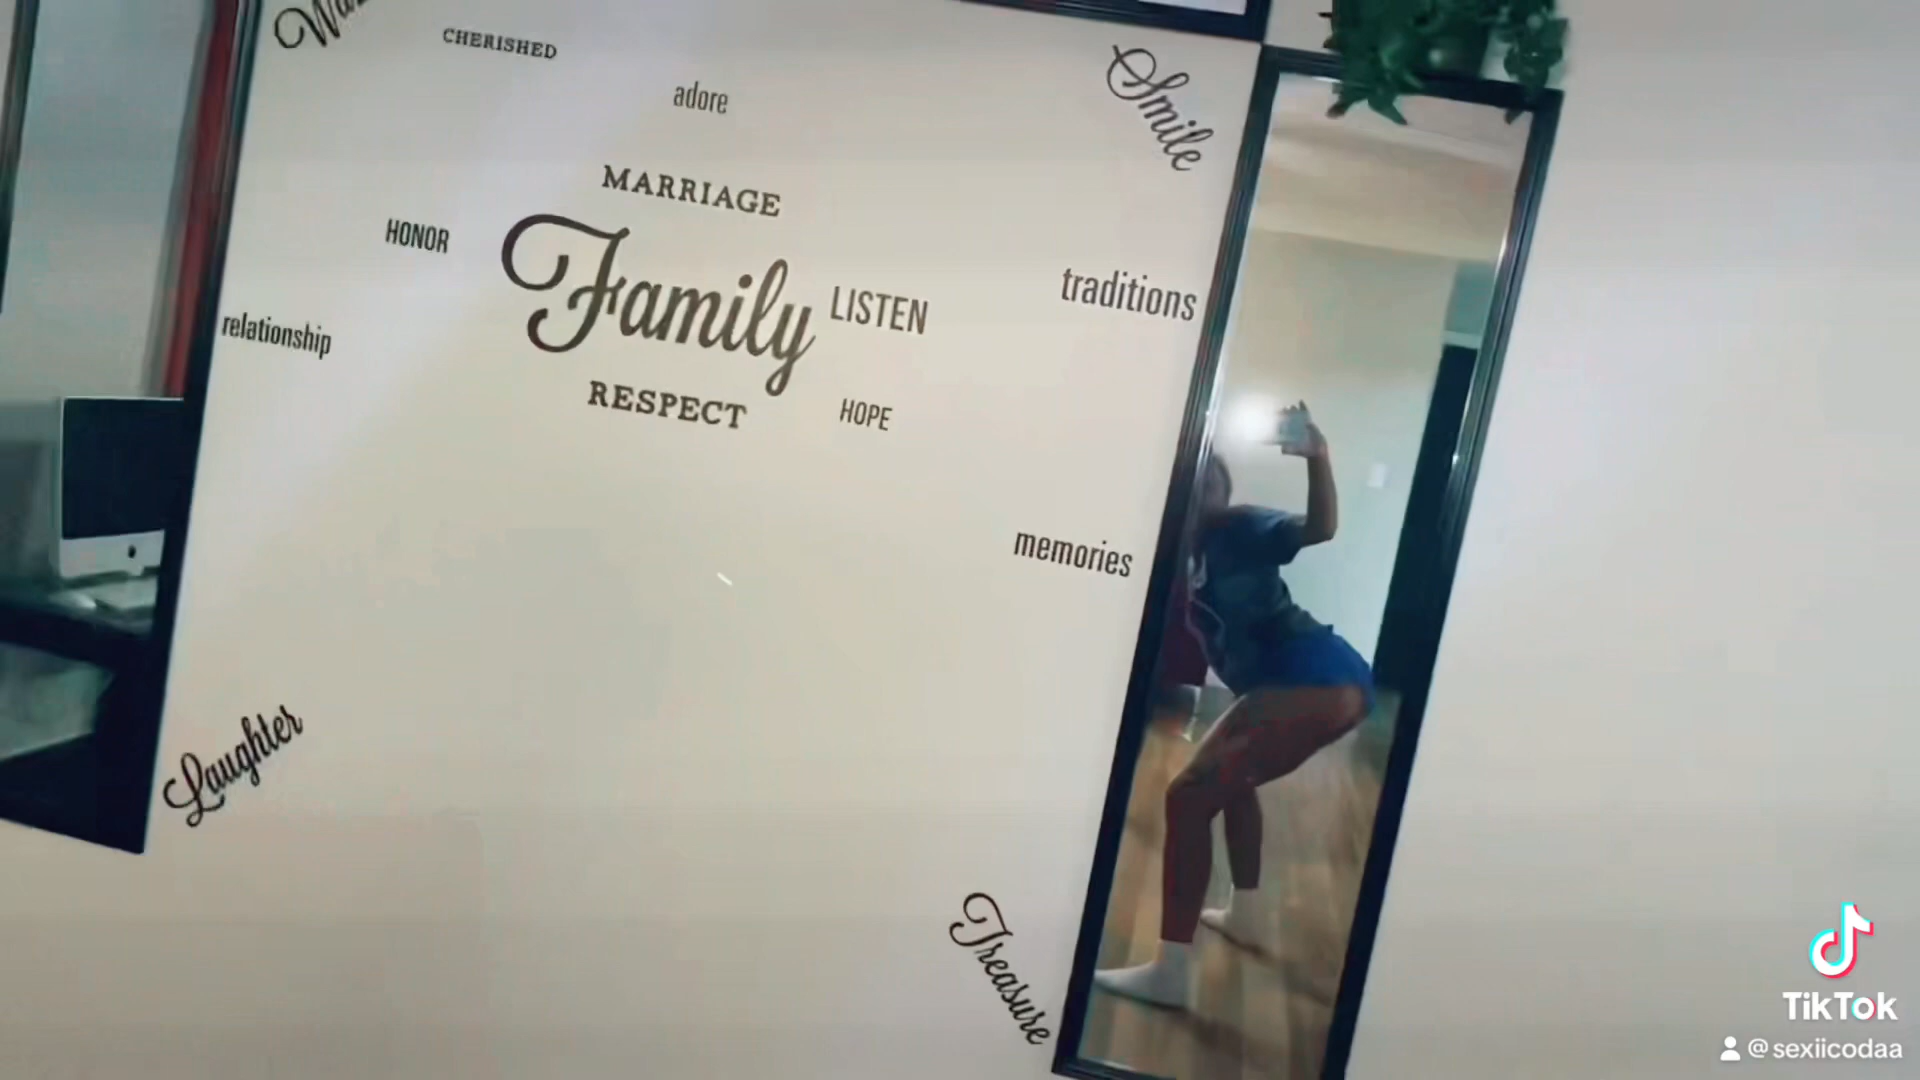 CHERISHED
adore
Smile
MARRIAGE
HONOR
Family
LISTEN
traditions
relationship
RESPECT
HOPE
memories
Laughter
Treasure
TikTok
@sexiicodaa